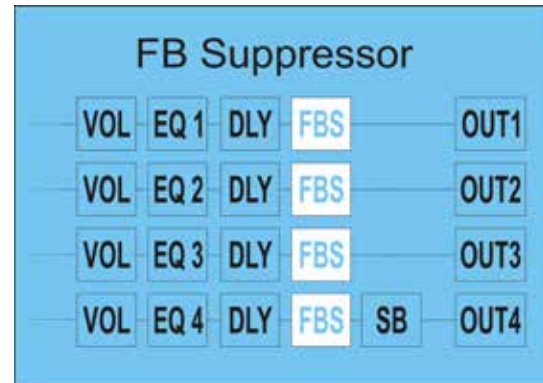 FB Suppressor
VOL EQ 1 DLY FBS OUT1
VOL EQ 2 DLY FBS OUT2
VOL EQ 3 DLY FBS OUT3
VOL EQ 4 DLY FBS SB OUT4